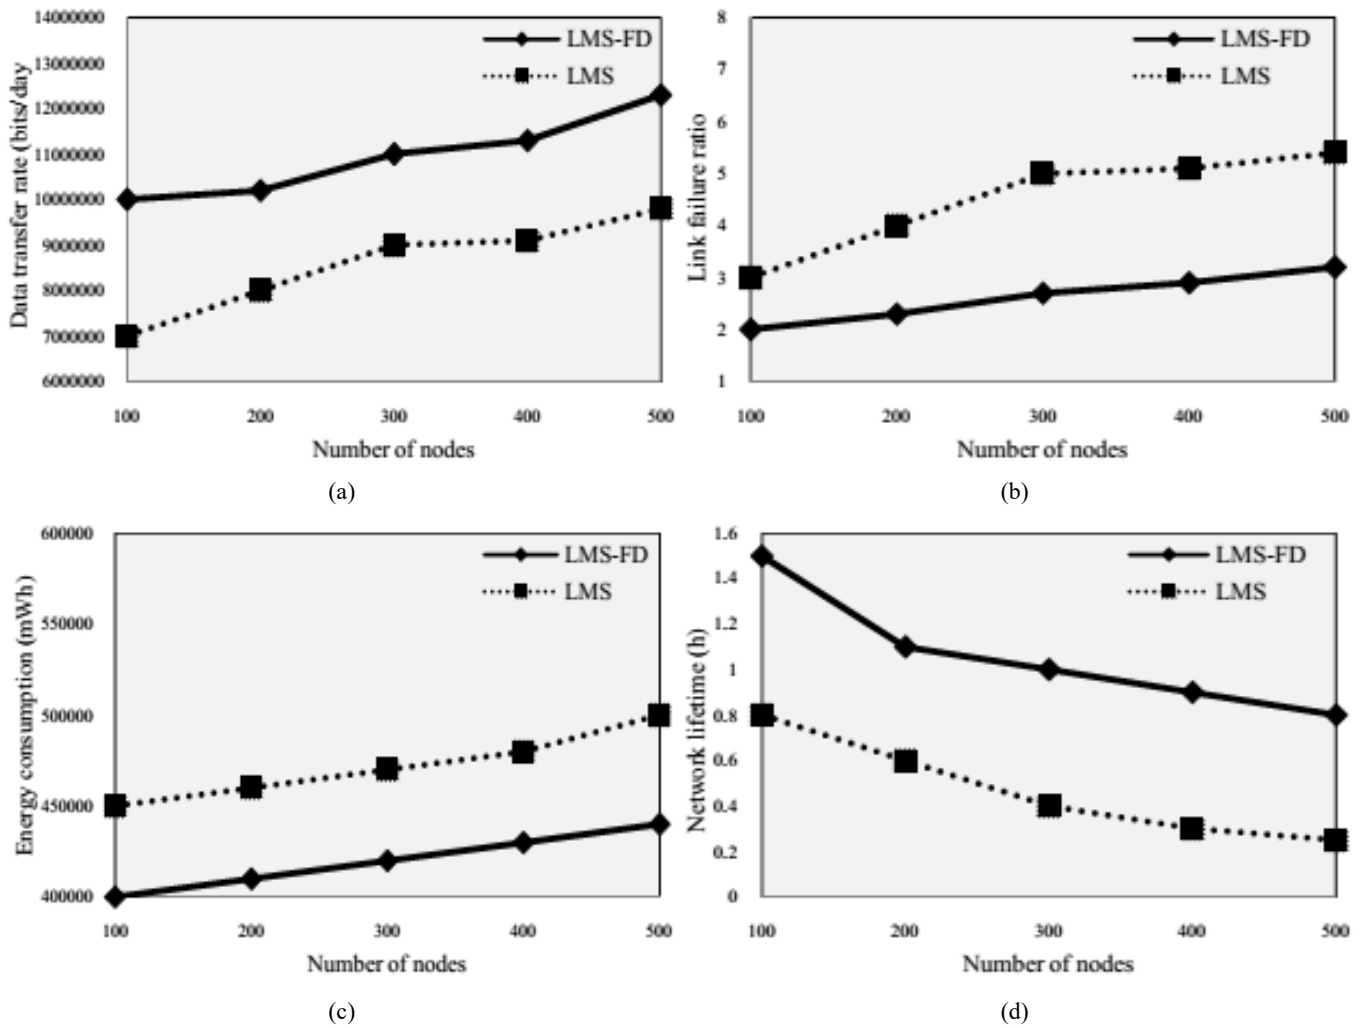 Data transfer rate (bits/day
14000000
13000000
12000000
11000000
10000000
9000000
8000000
7000000
6000000
LMS-FD
LMS
100 200 300 400 500
Number of nodes
(a)
Link failure ratio
8
7
6
5
4
3
2
1
LMS-FD
LMS
100 200 300 400 500
Number of nodes
(b)
Energy consumption (mWh)
600000
550000
500000
450000
400000
LMS-FD
LMS
100 200 300 400 500
Number of nodes
(c)
Network lifetime (h)
1.6
1.4
1.2
1
0.8
0.6
0.4
0.2
0
LMS-FD
LMS
100 200 300 400 500
Number of nodes
(d)